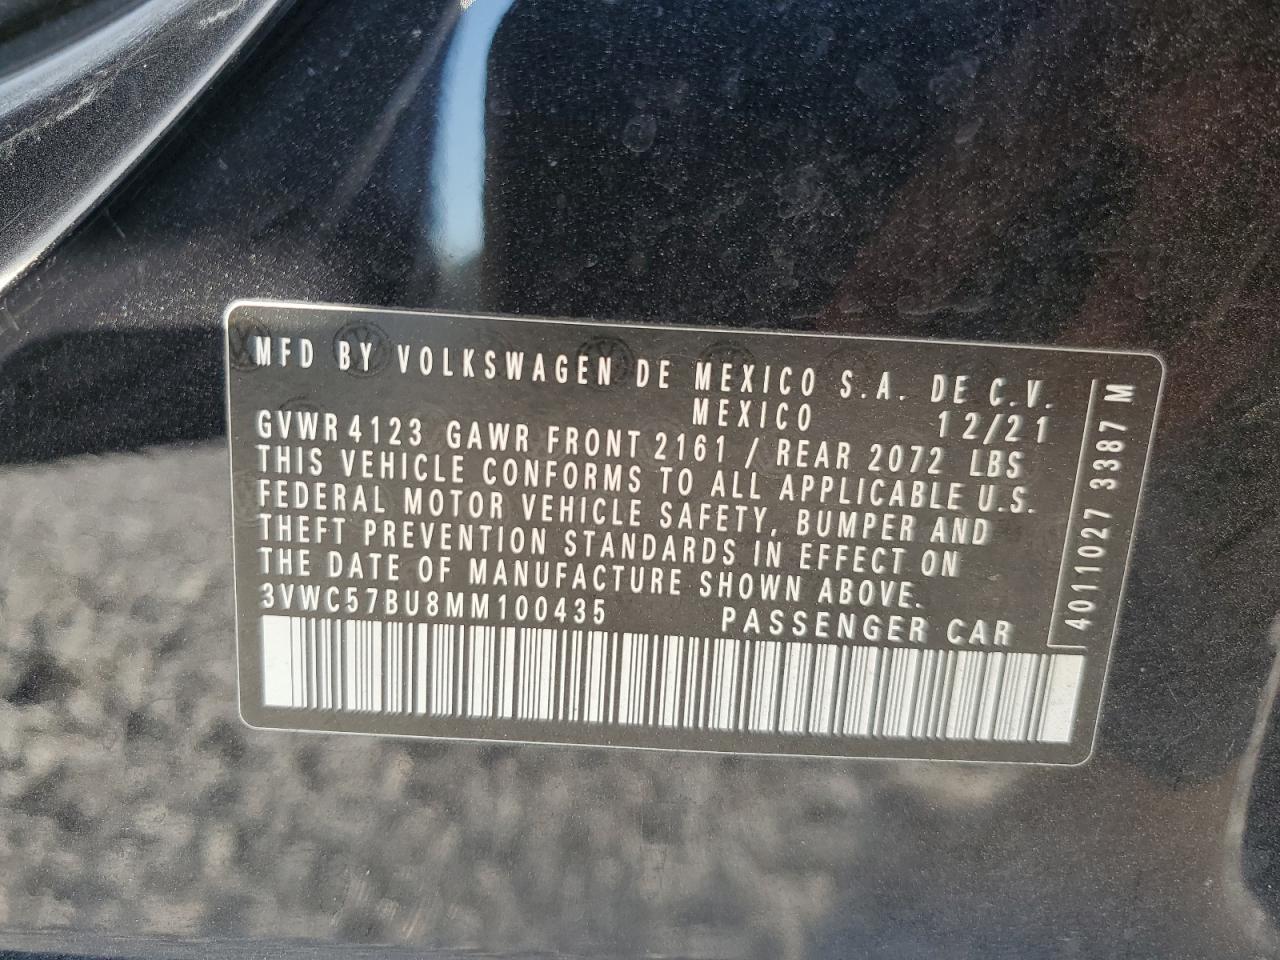 MFD BY VOLKSWAGEN DE MEXICO S.A. DE C.V.
MEXICO 12/21
GVWR 4123 GAWR FRONT 2161 / REAR 2072 LBS
THIS VEHICLE CONFORMS TO ALL APPLICABLE U.S.
FEDERAL MOTOR VEHICLE SAFETY, BUMPER AND
THEFT PREVENTION STANDARDS IN EFFECT ON
THE DATE OF MANUFACTURE SHOWN ABOVE.
3VWC57BU8MM100435 PASSENGER CAR
4011027 3387 M